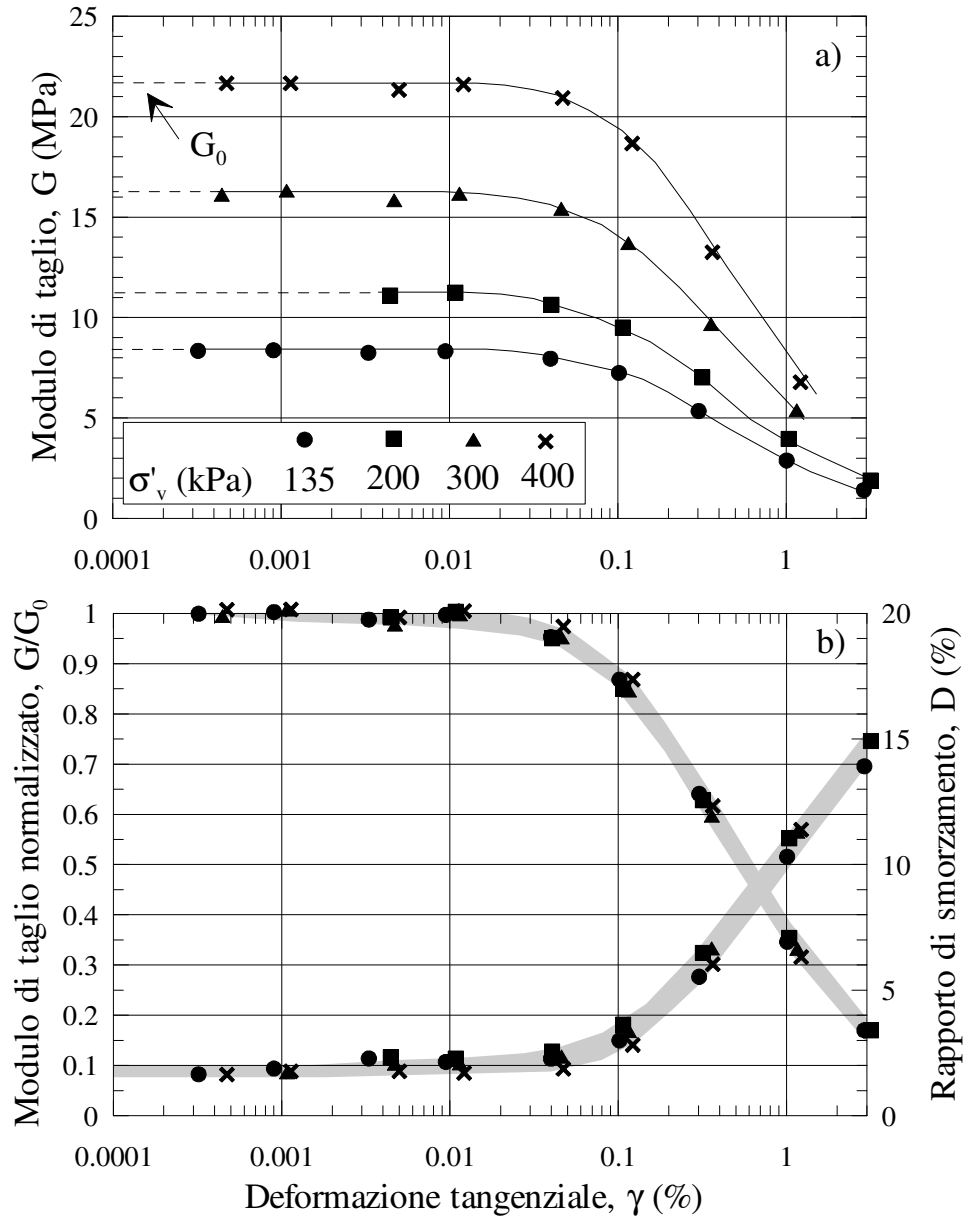 25
20
15
10
5
0
Modulo di taglio, G (MPa)
a)
G0
σ'v (kPa) 135 200 300 400
0.0001 0.001 0.01 0.1 1
1
0.9
0.8
0.7
0.6
0.5
0.4
0.3
0.2
0.1
0
Modulo di taglio normalizzato, G/G0
b)
20
15
10
5
0
Rapporto di smorzamento, D (%)
0.0001 0.001 0.01 0.1 1
Deformazione tangenziale, γ (%)